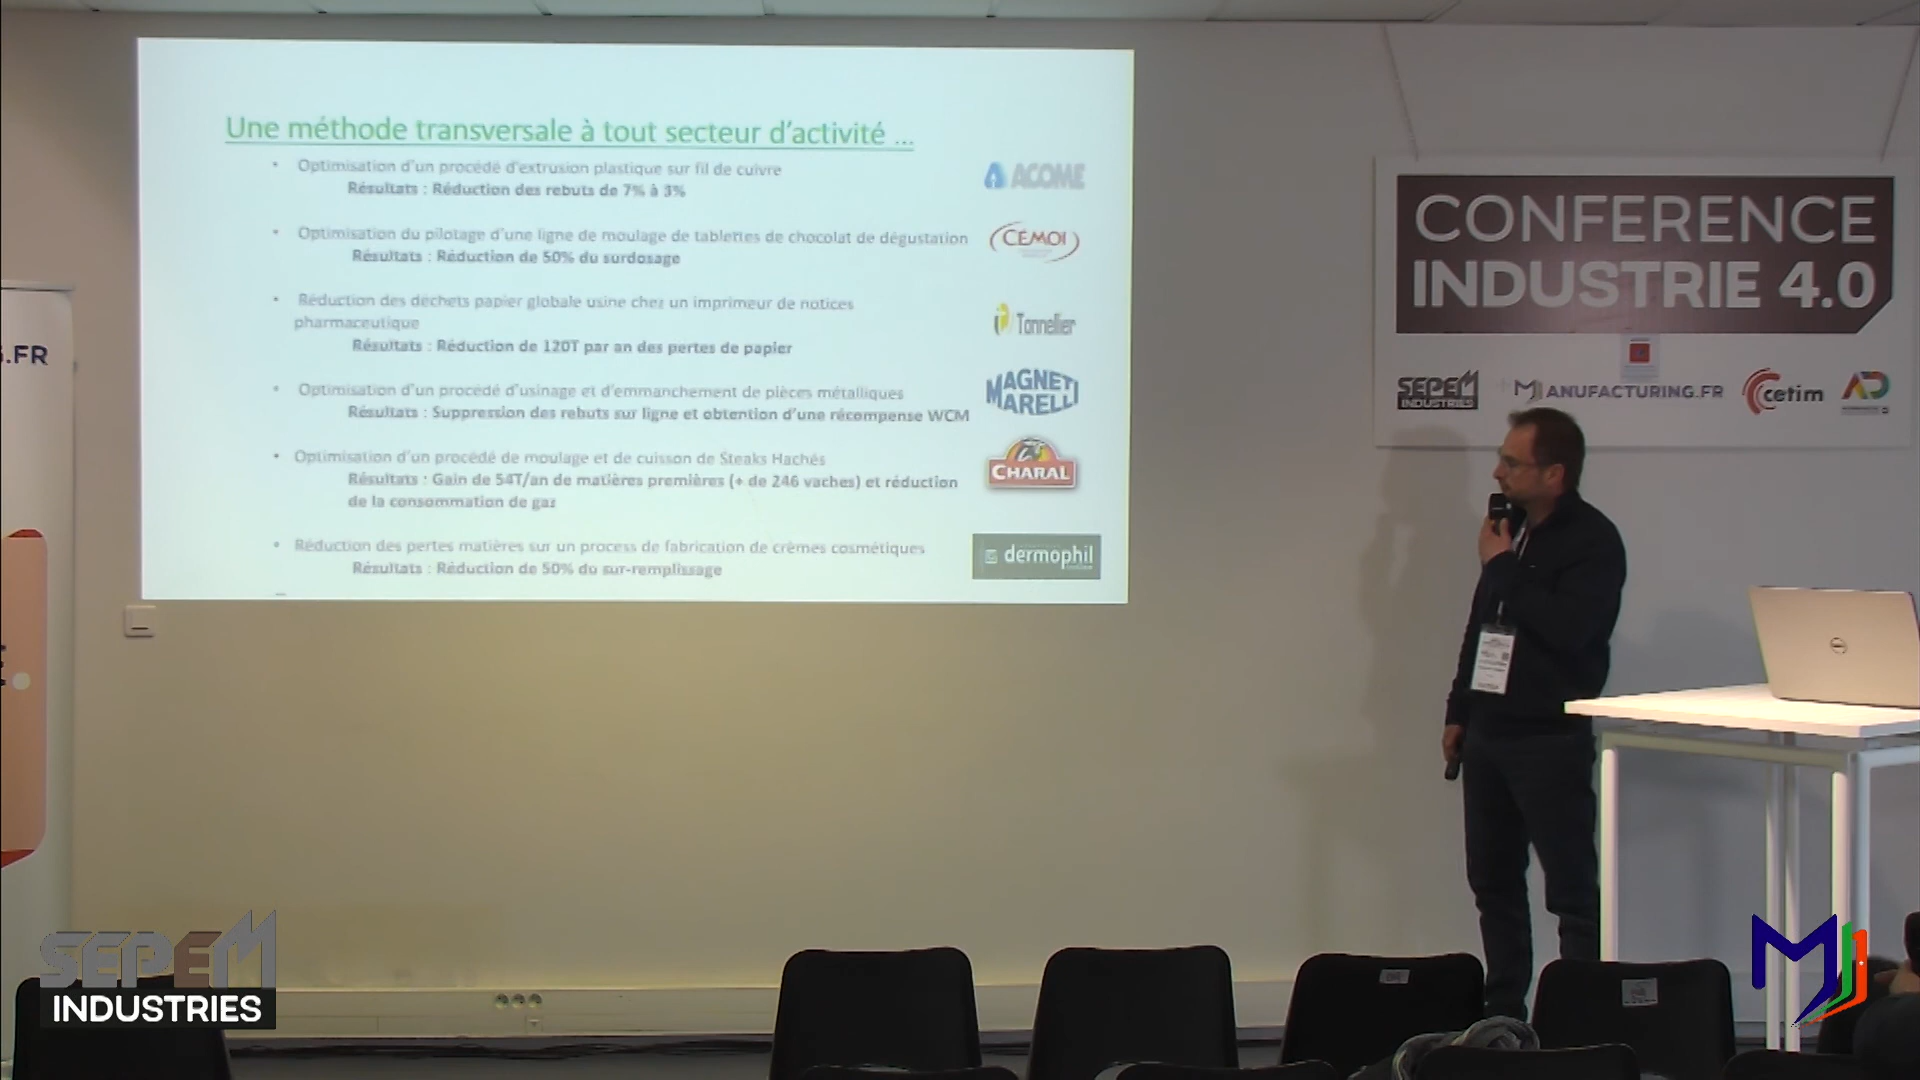 Une méthode transversale à tout secteur d'activité ...
• Optimisation d'un procédé d'extrusion plastique sur fil de cuivre
Résultats : Réduction des rebuts de 7% à 3%
ACOME
• Optimisation du pilotage d'une ligne de moulage de tablettes de chocolat de dégustation
Résultats : Réduction de 50% du surdosage
CÉMOI
• Réduction des déchets papier globale usine chez un imprimeur de notices
pharmaceutique
Résultats : Réduction de 120T par an des pertes de papier
Tonnellier
• Optimisation d'un procédé d'usinage et d'emmanchement de pièces métalliques
Résultats : Suppression des rebuts sur ligne et obtention d'une récompense WCM
MAGNETI
MARELLI
• Optimisation d'un procédé de moulage et de cuisson de Steaks Hachés
Résultats : Gain de 54T/an de matières premières (+ de 246 vaches) et réduction
de la consommation de gas
CHARAL
• Réduction des pertes matières sur un process de fabrication de crèmes cosmétiques
Résultats : Réduction de 50% du sur-remplissage
dermophil
CONFERENCE
INDUSTRIE 4.0
SEPEM
INDUSTRIES
MJ ANUFACTURING.FR
cetim
AD
.FR
DELL
SEPEM
INDUSTRIES
MJ